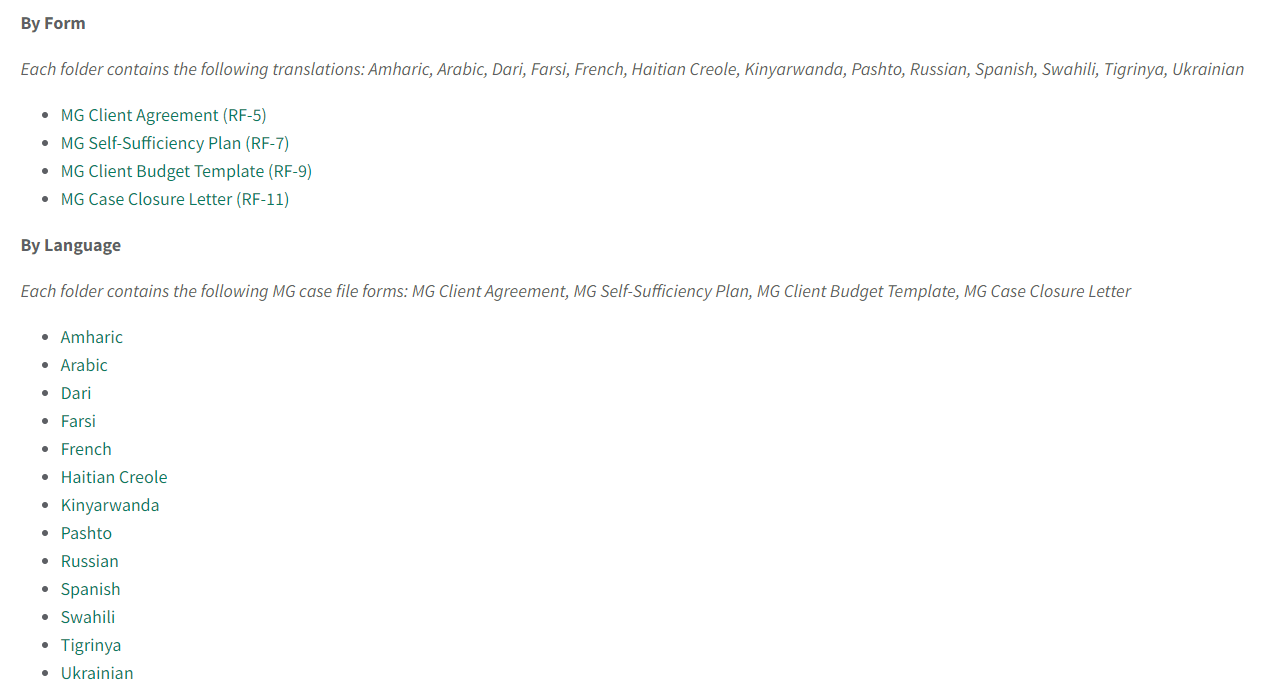 By Form
Each folder contains the following translations: Amharic, Arabic, Dari, Farsi, French, Haitian Creole, Kinyarwanda, Pashto, Russian, Spanish, Swahili, Tigrinya, Ukrainian
MG Client Agreement (RF-5)
MG Self-Sufficiency Plan (RF-7)
MG Client Budget Template (RF-9)
MG Case Closure Letter (RF-11)
By Language
Each folder contains the following MG case file forms: MG Client Agreement, MG Self-Sufficiency Plan, MG Client Budget Template, MG Case Closure Letter
Amharic
Arabic
Dari
Farsi
French
Haitian Creole
Kinyarwanda
Pashto
Russian
Spanish
Swahili
Tigrinya
Ukrainian